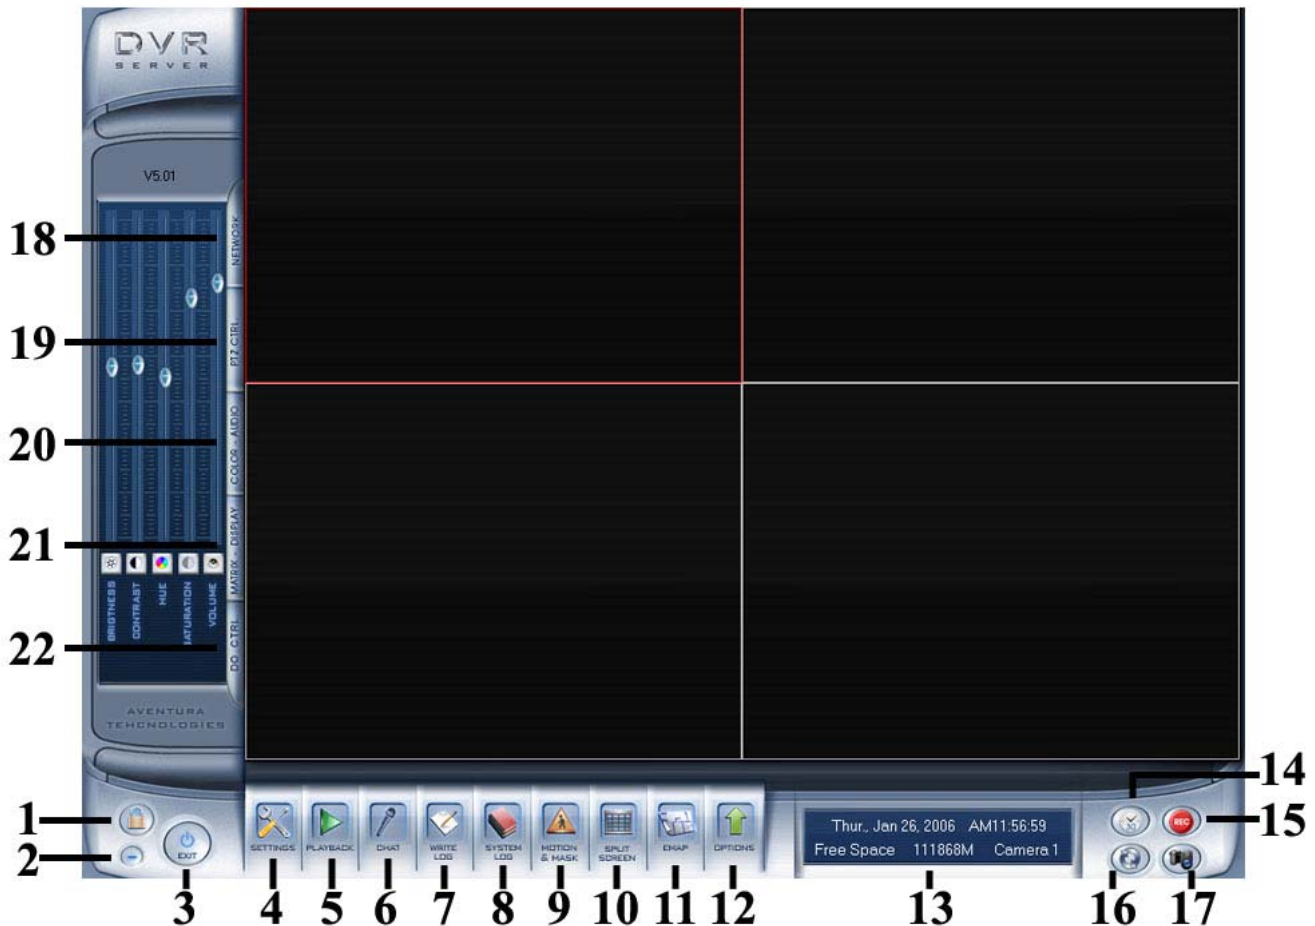 DVR
SERVER
V5.01
18
NETWORK
19
PTZ CTRL
20
COLOR - AUDIO
21
MATRIX - DISPLAY
22
DO CTRL
BRIGTNESS
CONTRAST
HUE
SATURATION
VOLUME
AVENTURA
TEHCNOLOGIES
1
2
EXIT
3
SETTINGS
4
PLAYBACK
5
CHAT
6
WRITE
LOG
7
SYSTEM
LOG
8
MOTION
& MASK
9
SPLIT
SCREEN
10
EMAP
11
OPTIONS
12
Thur., Jan 26, 2006 AM11:56:59
Free Space 111868M Camera 1
13
14
REC
15
16
17